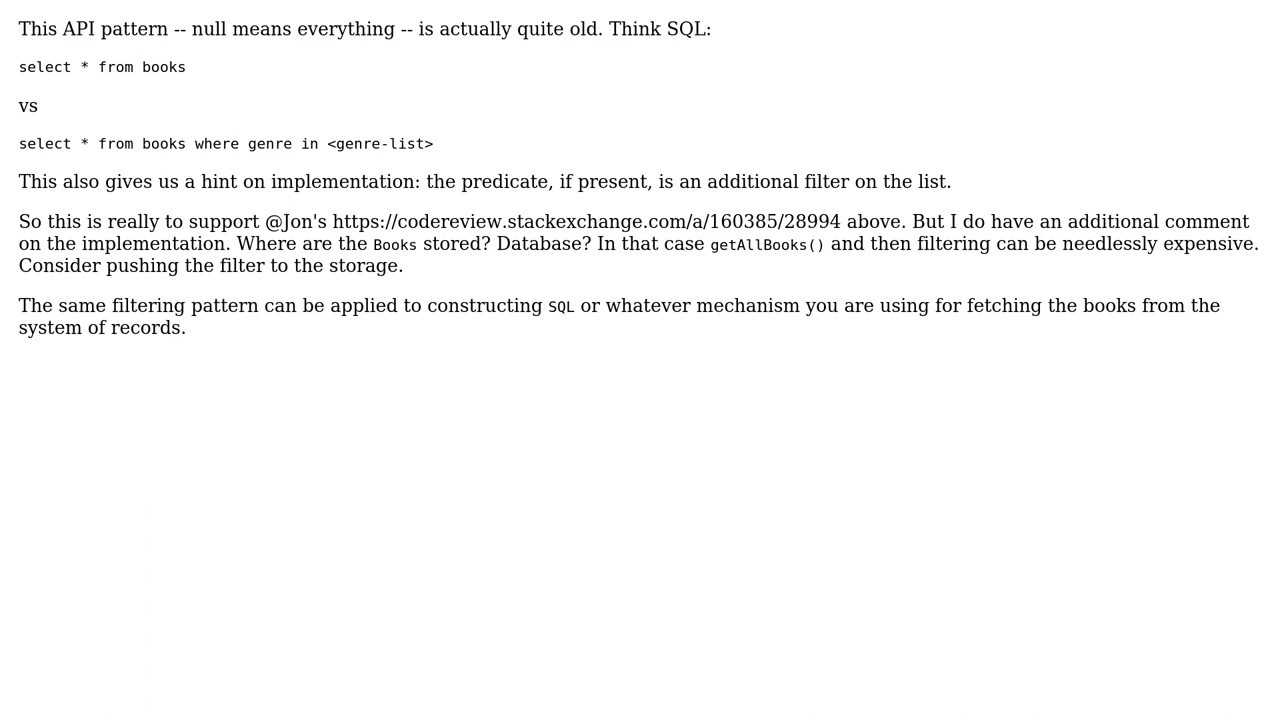 This API pattern -- null means everything -- is actually quite old. Think SQL:
select * from books
vs
select * from books where genre in <genre-list>
This also gives us a hint on implementation: the predicate, if present, is an additional filter on the list.
So this is really to support @Jon's https://codereview.stackexchange.com/a/160385/28994 above. But I do have an additional comment
on the implementation. Where are the Books stored? Database? In that case getAllBooks() and then filtering can be needlessly expensive.
Consider pushing the filter to the storage.
The same filtering pattern can be applied to constructing SQL or whatever mechanism you are using for fetching the books from the
system of records.